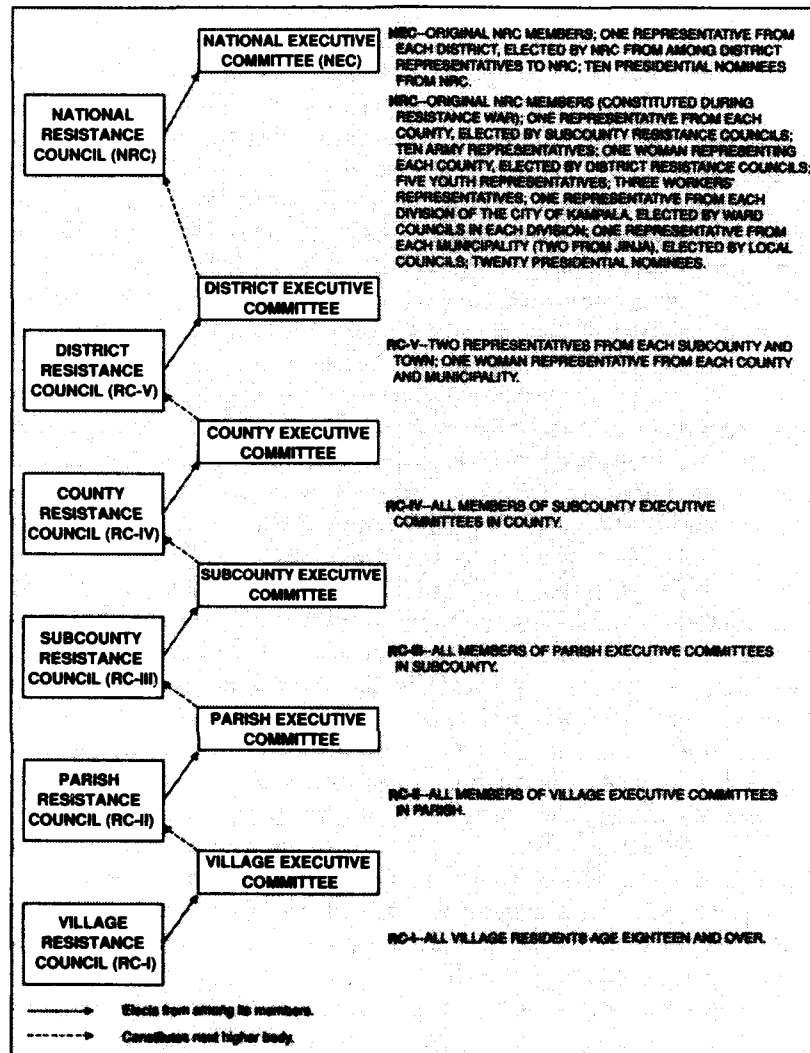 NATIONAL EXECUTIVE
COMMITTEE (NEC)
NEC--ORIGINAL NRC MEMBERS; ONE REPRESENTATIVE FROM
EACH DISTRICT, ELECTED BY NRC FROM AMONG DISTRICT
REPRESENTATIVES TO NRC; TEN PRESIDENTIAL NOMINEES
FROM NRC.
NATIONAL
RESISTANCE
COUNCIL (NRC)
NRC--ORIGINAL NRC MEMBERS (CONSTITUTED DURING
RESISTANCE WAR); ONE REPRESENTATIVE FROM EACH
COUNTY, ELECTED BY SUBCOUNTY RESISTANCE COUNCILS;
TEN ARMY REPRESENTATIVES; ONE WOMAN REPRESENTING
EACH COUNTY, ELECTED BY DISTRICT RESISTANCE COUNCILS;
FIVE YOUTH REPRESENTATIVES; THREE WORKERS'
REPRESENTATIVES; ONE REPRESENTATIVE FROM EACH
DIVISION OF THE CITY OF KAMPALA, ELECTED BY WARD
COUNCILS IN EACH DIVISION; ONE REPRESENTATIVE FROM
EACH MUNICIPALITY (TWO FROM JINJA), ELECTED BY LOCAL
COUNCILS; TWENTY PRESIDENTIAL NOMINEES.
DISTRICT EXECUTIVE
COMMITTEE
DISTRICT
RESISTANCE
COUNCIL (RC-V)
RC-V--TWO REPRESENTATIVES FROM EACH SUBCOUNTY AND
TOWN; ONE WOMAN REPRESENTATIVE FROM EACH COUNTY
AND MUNICIPALITY.
COUNTY EXECUTIVE
COMMITTEE
COUNTY
RESISTANCE
COUNCIL (RC-IV)
RC-IV--ALL MEMBERS OF SUBCOUNTY EXECUTIVE
COMMITTEES IN COUNTY.
SUBCOUNTY EXECUTIVE
COMMITTEE
SUBCOUNTY
RESISTANCE
COUNCIL (RC-III)
RC-III--ALL MEMBERS OF PARISH EXECUTIVE COMMITTEES
IN SUBCOUNTY.
PARISH EXECUTIVE
COMMITTEE
PARISH
RESISTANCE
COUNCIL (RC-II)
RC-II--ALL MEMBERS OF VILLAGE EXECUTIVE COMMITTEES
IN PARISH.
VILLAGE EXECUTIVE
COMMITTEE
VILLAGE
RESISTANCE
COUNCIL (RC-I)
RC-I--ALL VILLAGE RESIDENTS AGE EIGHTEEN AND OVER.
Elects from among its members.
Constitutes next higher body.